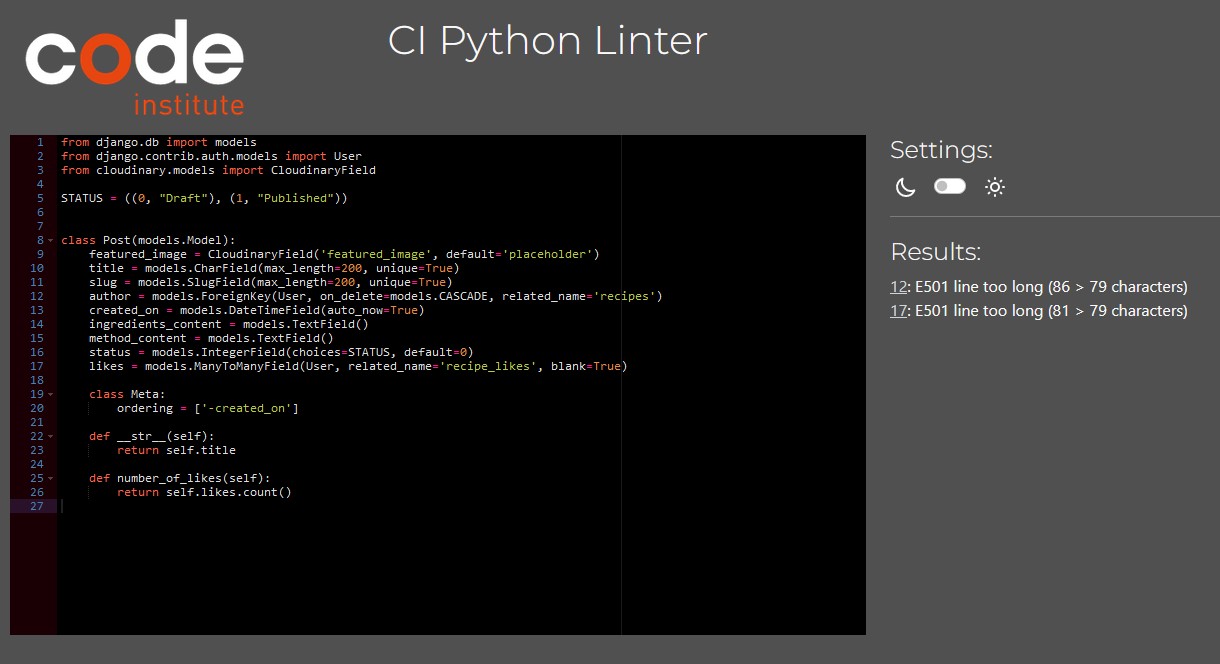 code
institute
CI Python Linter
1 from django.db import models
2 from django.contrib.auth.models import User
3 from cloudinary.models import CloudinaryField
4
5 STATUS = ((0, "Draft"), (1, "Published"))
6
7
8 class Post(models.Model):
9     featured_image = CloudinaryField('featured_image', default='placeholder')
10     title = models.CharField(max_length=200, unique=True)
11     slug = models.SlugField(max_length=200, unique=True)
12     author = models.ForeignKey(User, on_delete=models.CASCADE, related_name='recipes')
13     created_on = models.DateTimeField(auto_now=True)
14     ingredients_content = models.TextField()
15     method_content = models.TextField()
16     status = models.IntegerField(choices=STATUS, default=0)
17     likes = models.ManyToManyField(User, related_name='recipe_likes', blank=True)
18
19     class Meta:
20         ordering = ['-created_on']
21
22     def __str__(self):
23         return self.title
24
25     def number_of_likes(self):
26         return self.likes.count()
27
Settings:
Results:
12: E501 line too long (86 > 79 characters)
17: E501 line too long (81 > 79 characters)